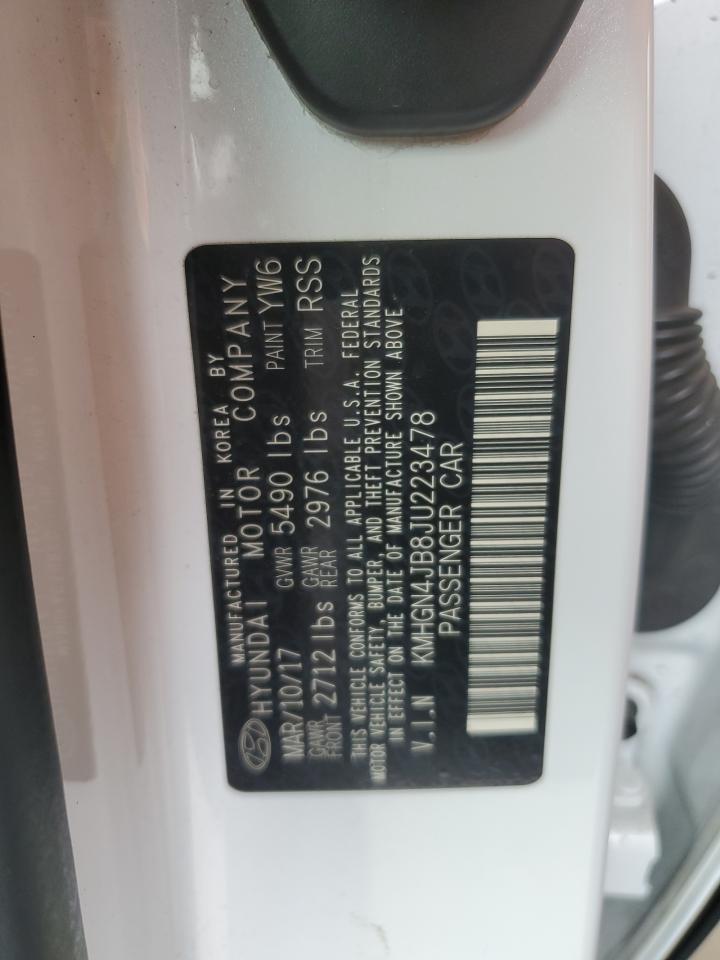 MANUFACTURED IN KOREA BY
HYUNDAI MOTOR COMPANY
MAR/10/17 GVWR 5490 lbs PAINT YW6
GAWR FRONT 2712 lbs GAWR REAR 2976 lbs TRIM RSS
THIS VEHICLE CONFORMS TO ALL APPLICABLE U.S.A. FEDERAL
MOTOR VEHICLE SAFETY, BUMPER, AND THEFT PREVENTION STANDARDS
IN EFFECT ON THE DATE OF MANUFACTURE SHOWN ABOVE
V.I.N KMHGN4JB8JU223478
PASSENGER CAR